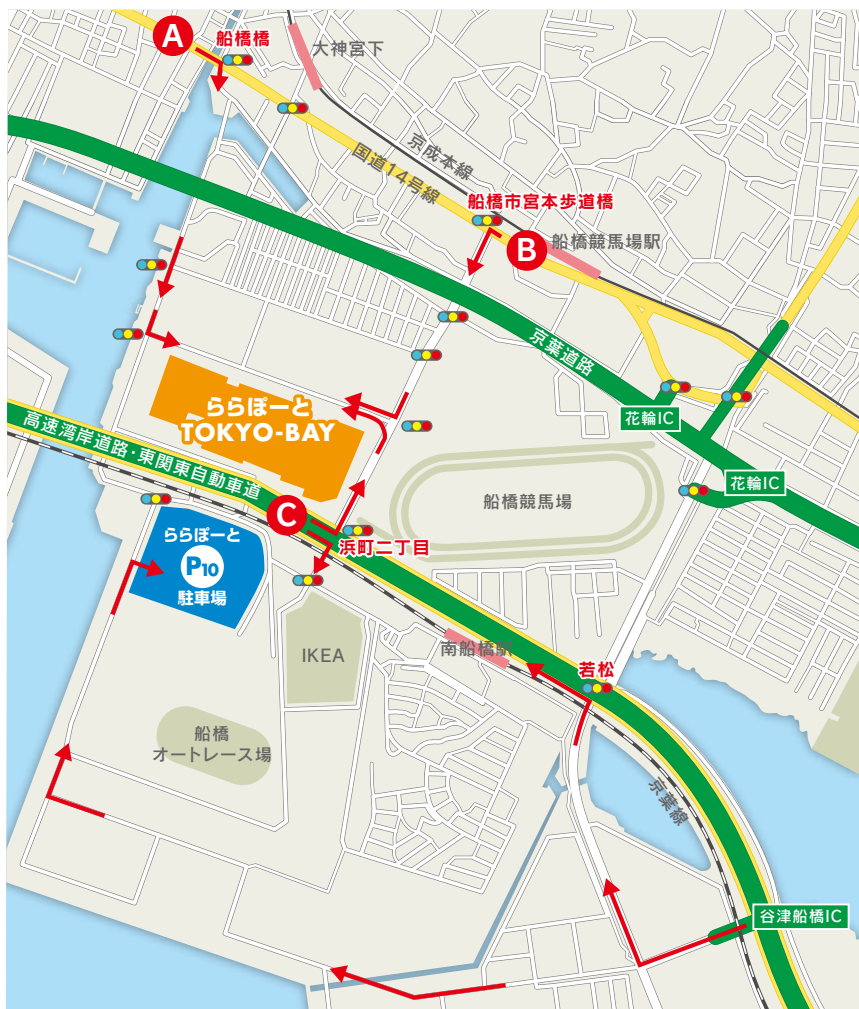 A
船橋橋
大神宮下
京成本線
国道14号線
船橋市宮本歩道橋
B
船橋競馬場駅
京葉道路
花輪IC
花輪IC
ららぽーと
TOKYO-BAY
高速湾岸道路・東関東自動車道
船橋競馬場
C
浜町二丁目
ららぽーと
P10
駐車場
IKEA
南船橋駅
若松
船橋
オートレース場
京葉線
谷津船橋IC